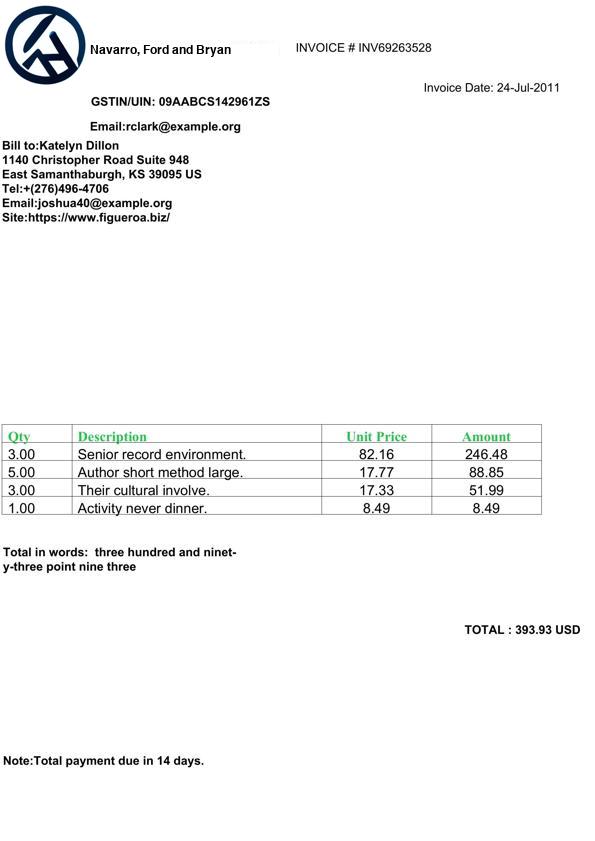 Navarro, Ford and Bryan
INVOICE # INV69263528
Invoice Date: 24-Jul-2011
GSTIN/UIN: 09AABCS142961ZS
Email:rclark@example.org
Bill to:Katelyn Dillon
1140 Christopher Road Suite 948
East Samanthaburgh, KS 39095 US
Tel:+(276)496-4706
Email:joshua40@example.org
Site:https://www.figueroa.biz/
Qty Description Unit Price Amount
3.00 Senior record environment. 82.16 246.48
5.00 Author short method large. 17.77 88.85
3.00 Their cultural involve. 17.33 51.99
1.00 Activity never dinner. 8.49 8.49
Total in words: three hundred and ninet-
y-three point nine three
TOTAL : 393.93 USD
Note:Total payment due in 14 days.